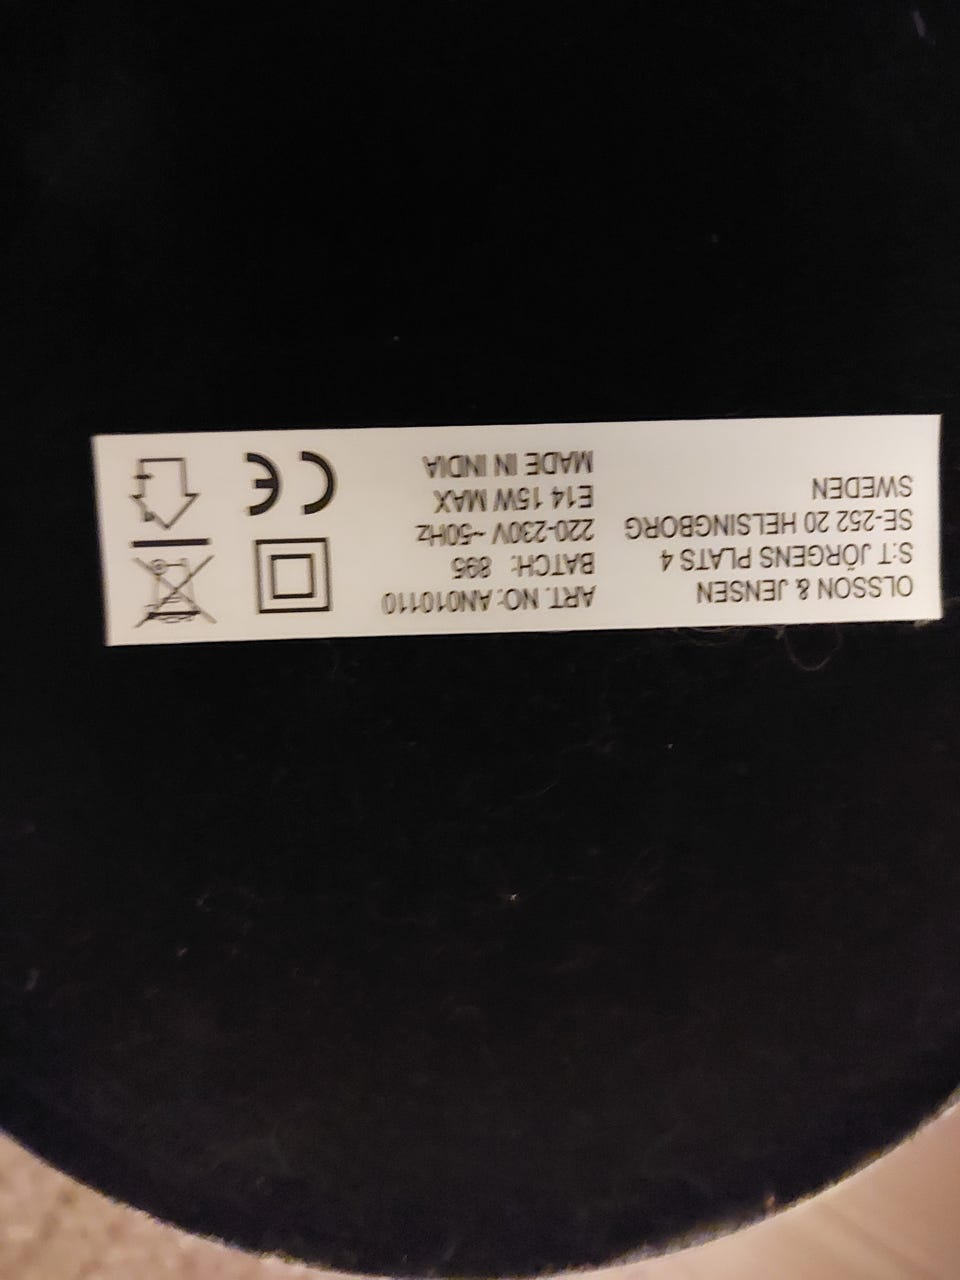 OLSSON & JENSEN
S:T JÖRGENS PLATS 4
SE-252 20 HELSINGBORG
SWEDEN
ART. NO: AN010110
BATCH: 895
220-230V ~50Hz
E14 15W MAX
MADE IN INDIA
CE